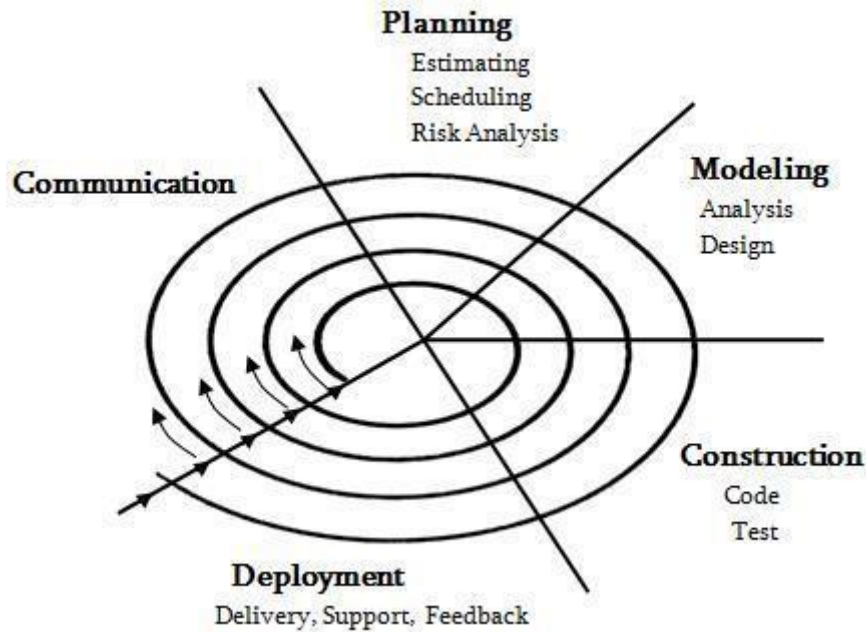 Planning
Estimating
Scheduling
Risk Analysis
Communication
Modeling
Analysis
Design
Construction
Code
Test
Deployment
Delivery, Support, Feedback